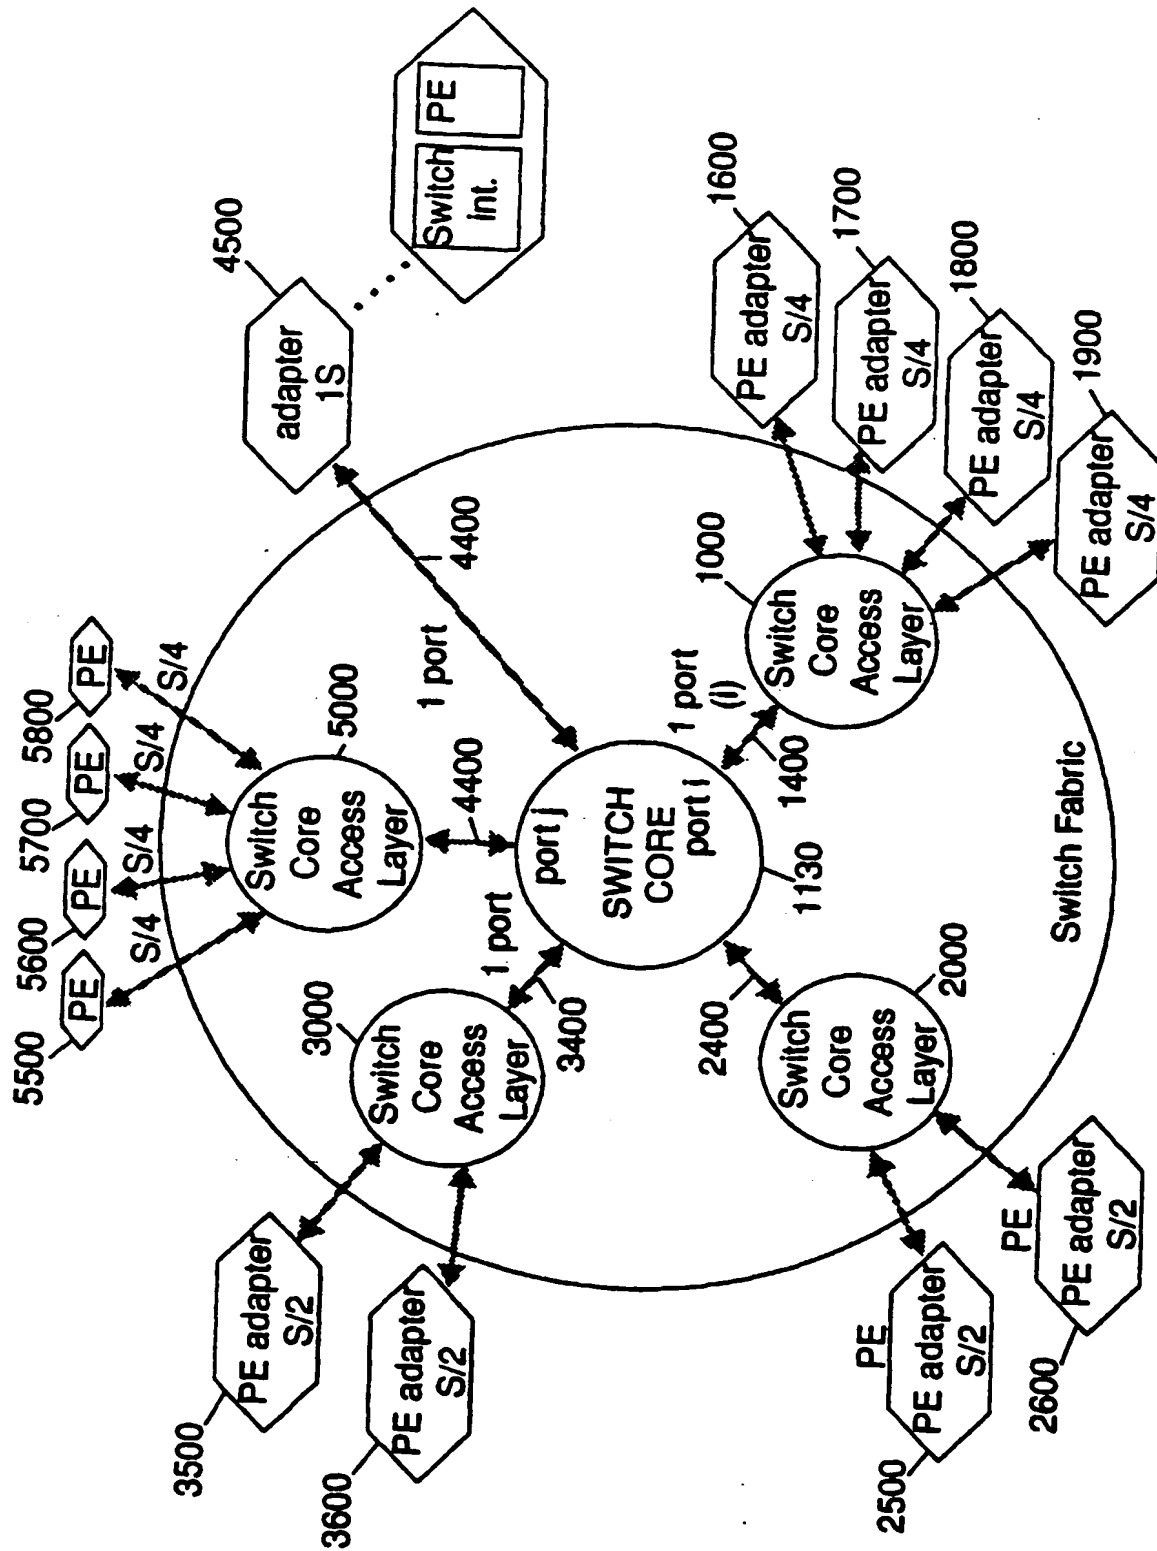 3500
PE adapter
S/2
3600
PE adapter
S/2
5500
PE
5600
PE
5700
PE
5800
PE
S/4
S/4
S/4
S/4
3000
Switch
Core
Access
Layer
5000
Switch
Core
Access
Layer
4500
adapter
1S
Switch
int.
PE
1 port
4400
4400
1 port
3400
port j
SWITCH
CORE
port i
1130
1 port
(i)
1400
2400
2000
Switch
Core
Access
Layer
1000
Switch
Core
Access
Layer
1600
PE adapter
S/4
1700
PE adapter
S/4
1800
PE adapter
S/4
1900
PE adapter
S/4
PE
PE adapter
S/2
2500
PE
PE adapter
S/2
2600
Switch Fabric